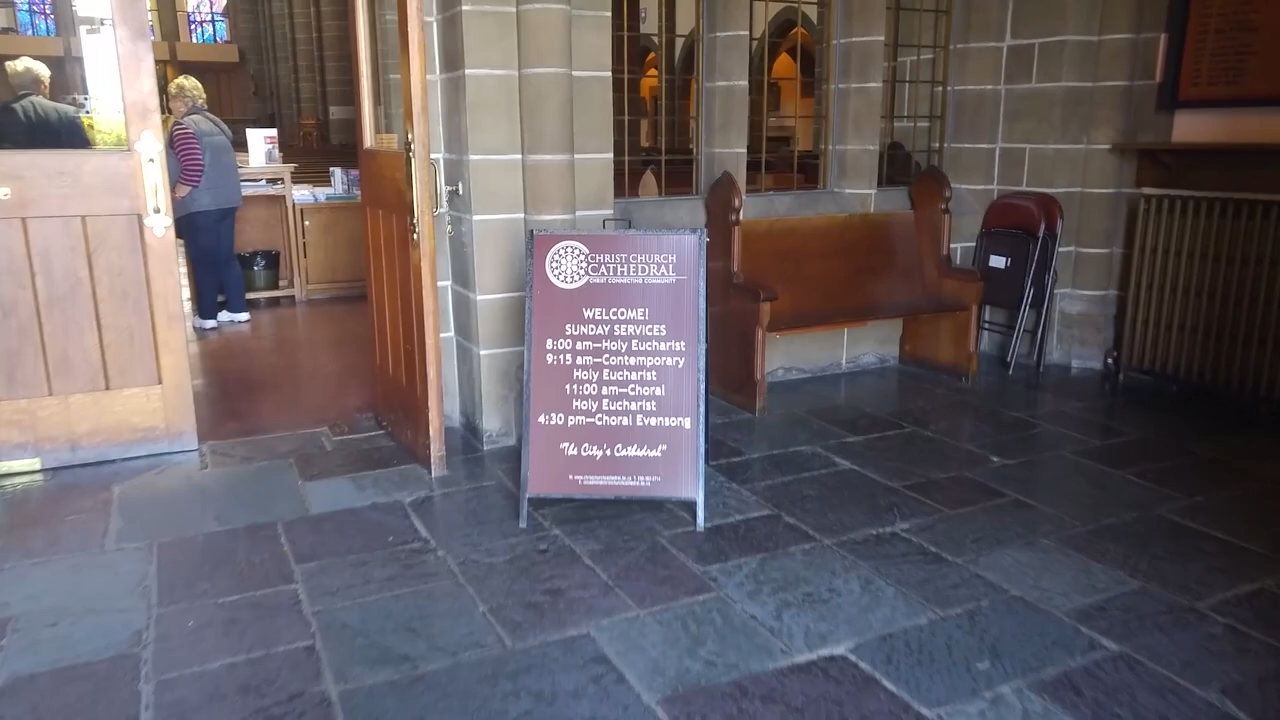 CHRIST CHURCH
CATHEDRAL
CHRIST CONNECTING COMMUNITY
WELCOME!
SUNDAY SERVICES
8:00 am—Holy Eucharist
9:15 am—Contemporary
Holy Eucharist
11:00 am—Choral
Holy Eucharist
4:30 pm—Choral Evensong
"The City's Cathedral"